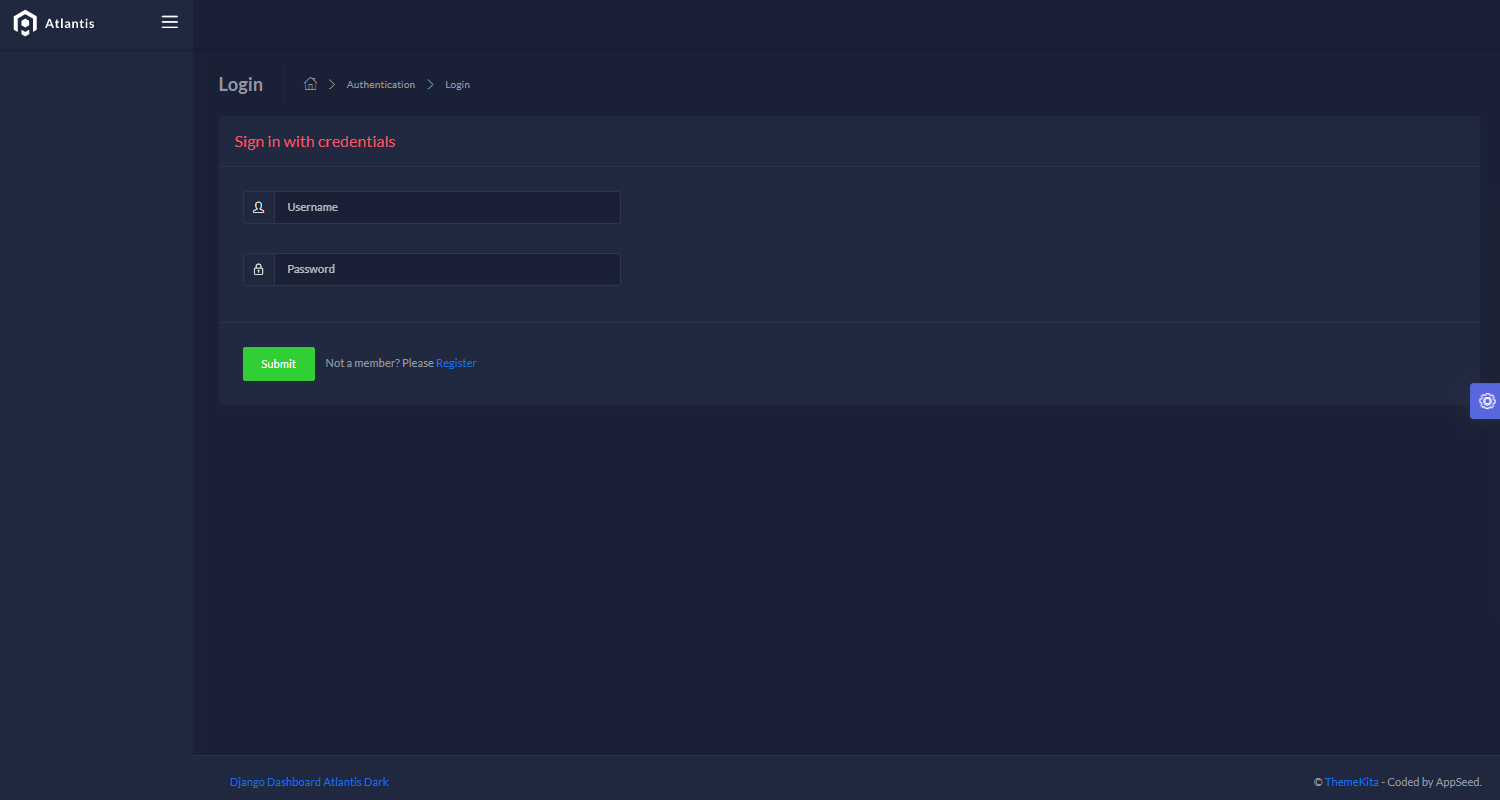 Atlantis
Login
Authentication
Login
Sign in with credentials
Username
Password
Submit
Not a member? Please Register
Django Dashboard Atlantis Dark
© ThemeKita - Coded by AppSeed.